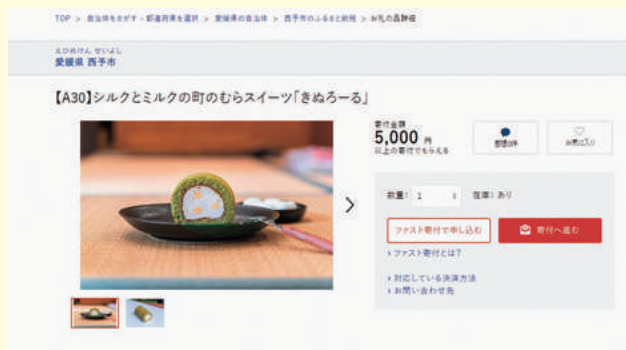 TOP > 自治体をさがす・都道府県を選択 > 愛媛県の自治体 > 西予市のふるさと納税 > お礼の品詳細
えひめけん せいよし
愛媛県 西予市
【A30】シルクとミルクの町のむらスイーツ「きぬろーる」
寄付金額
5,000 円
以上の寄付でもらえる
お気に入り
数量: 1
在庫: あり
ファスト寄付で申し込む
寄付へ進む
›ファスト寄付とは?
›対応している決済方法
›お問い合わせ先